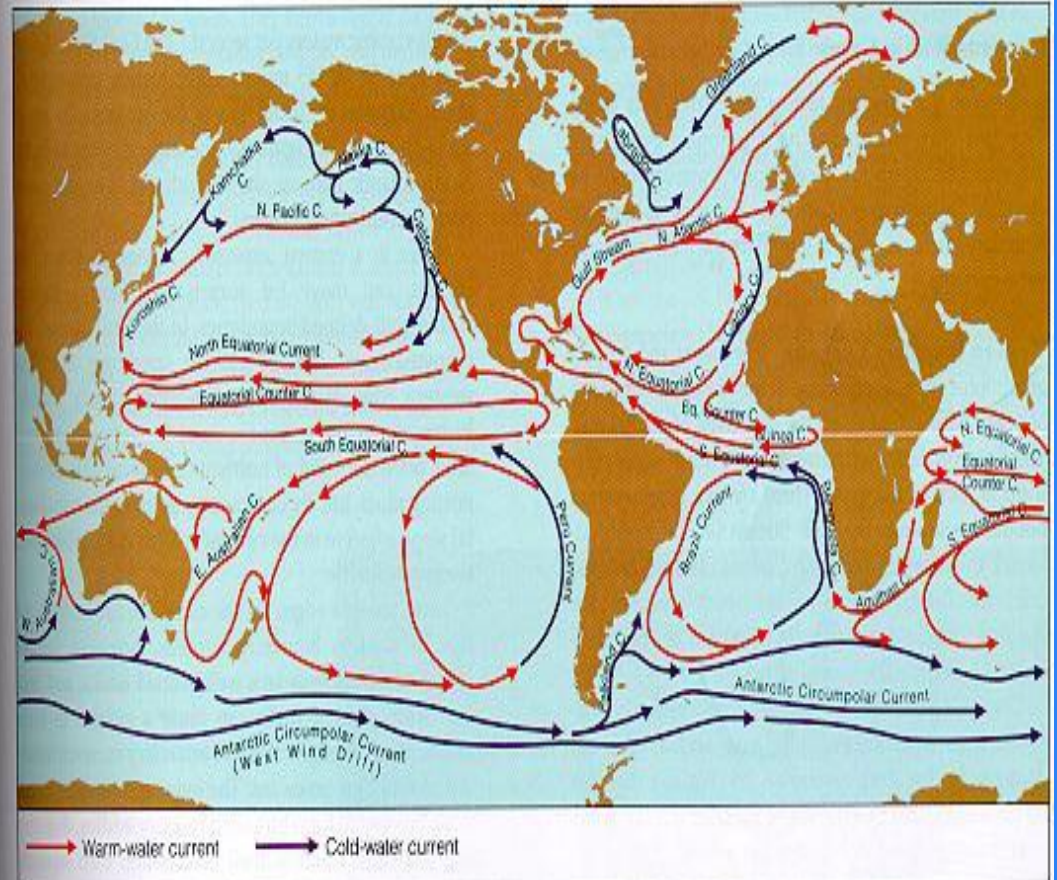 Greenland C.
Labrador C.
Kamchatka
C.
Alaska C.
N. Pacific C.
California C.
N. Atlantic C.
Gulf Stream
Kuroshio C.
Canary C.
North Equatorial Current
N. Equatorial C.
Equatorial Counter C.
Eq. Counter C.
Guinea C.
N. Equatorial C.
South Equatorial C.
S. Equatorial C.
Equatorial
Counter C.
E. Australian C.
Peru Current
Brazil Current
Benguela C.
S. Equatorial C.
W. Australian C.
Agulhas C.
Falkland C.
Antarctic Circumpolar Current
Antarctic Circumpolar Current
(West Wind Drift)
Warm-water current
Cold-water current